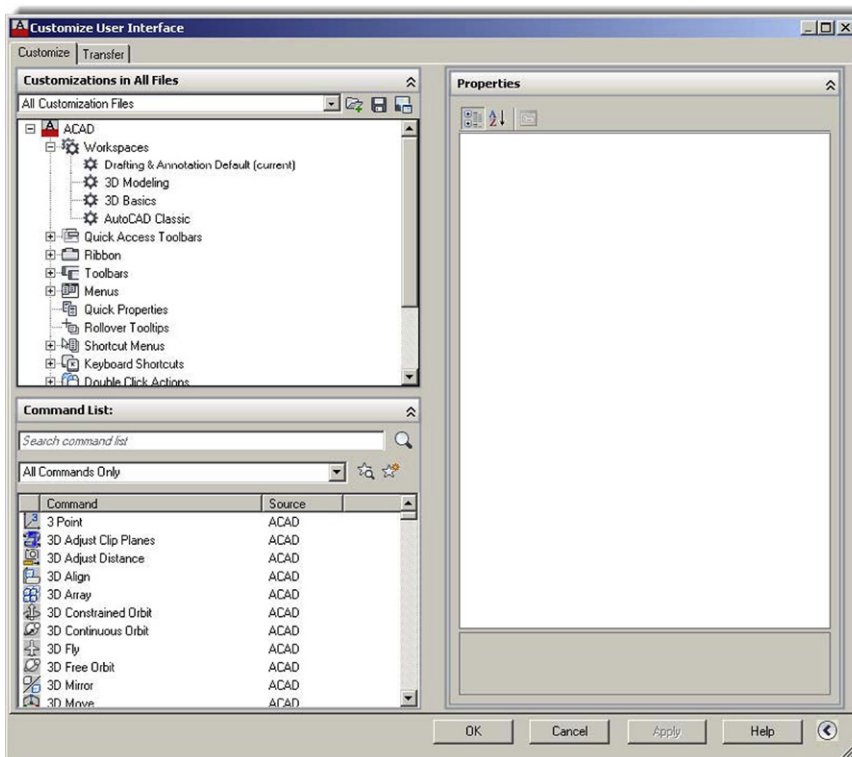 Customize User Interface
Customize Transfer
Customizations in All Files
All Customization Files
ACAD
Workspaces
Drafting & Annotation Default (current)
3D Modeling
3D Basics
AutoCAD Classic
Quick Access Toolbars
Ribbon
Toolbars
Menus
Quick Properties
Rollover Tooltips
Shortcut Menus
Keyboard Shortcuts
Double Click Actions
Command List:
Search command list
All Commands Only
Command Source
3 Point ACAD
3D Adjust Clip Planes ACAD
3D Adjust Distance ACAD
3D Align ACAD
3D Array ACAD
3D Constrained Orbit ACAD
3D Continuous Orbit ACAD
3D Fly ACAD
3D Free Orbit ACAD
3D Mirror ACAD
3D Move ACAD
Properties
OK Cancel Apply Help